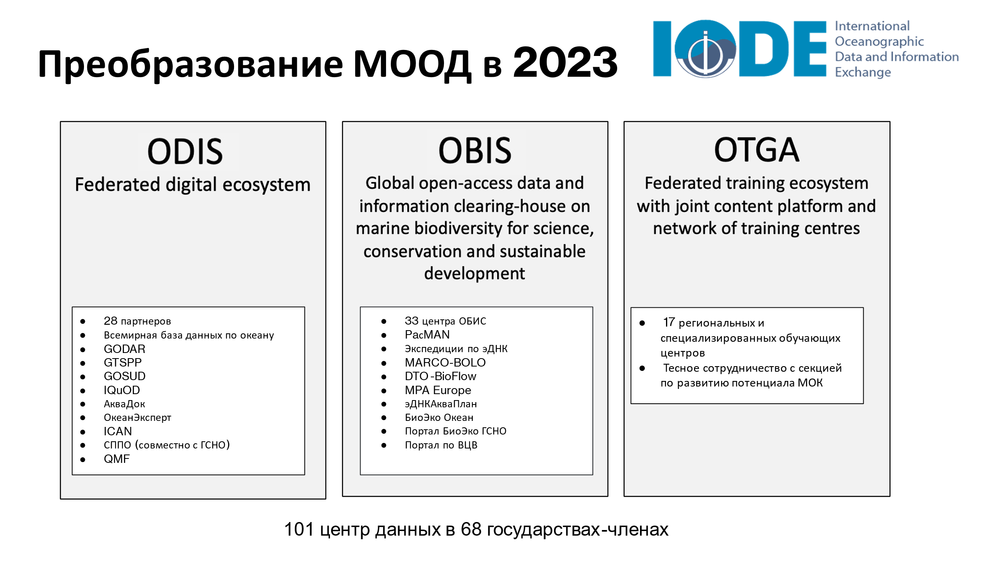 Преобразование МООД в 2023
IODE
International
Oceanographic
Data and Information
Exchange
ODIS
Federated digital ecosystem
● 28 партнеров
● Всемирная база данных по океану
● GODAR
● GTSPP
● GOSUD
● IQuOD
● АкваДок
● ОкеанЭксперт
● ICAN
● СППО (совместно с ГСНО)
● QMF
OBIS
Global open-access data and
information clearing-house on
marine biodiversity for science,
conservation and sustainable
development
● 33 центра ОБИС
● PacMAN
● Экспедиции по эДНК
● MARCO-BOLO
● DTO-BioFlow
● MPA Europe
● эДНКАкваПлан
● БиоЭко Океан
● Портал БиоЭко ГСНО
● Портал по ВЦВ
OTGA
Federated training ecosystem
with joint content platform and
network of training centres
● 17 региональных и
специализированных обучающих
центров
● Тесное сотрудничество с секцией
по развитию потенциала МОК
101 центр данных в 68 государствах-членах